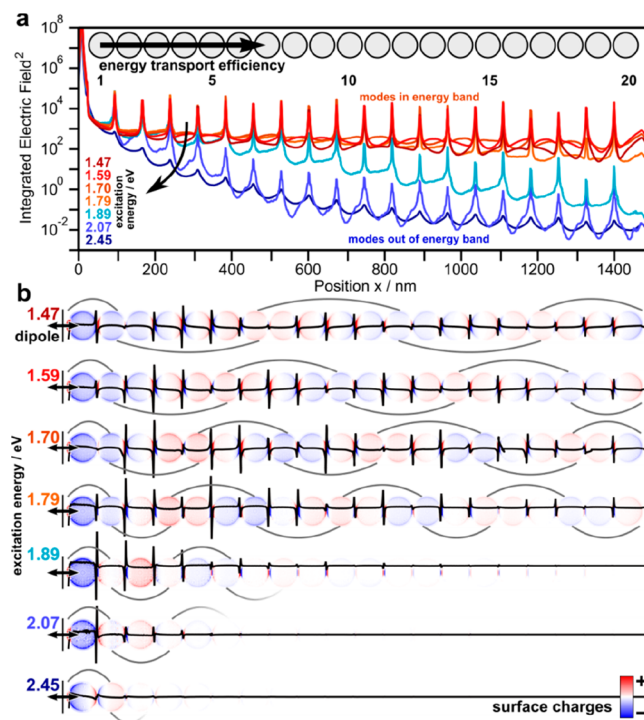 a
10^8
10^6
10^4
10^2
10^0
10^-2
Integrated Electric Field^2
energy transport efficiency
1 5 10 15 20
modes in energy band
1.47
1.59
1.70
1.79
1.89
2.07
2.45
excitation
energy / eV
modes out of energy band
0 200 400 600 800 1000 1200 1400
Position x / nm
b
1.47
dipole
1.59
1.70
1.79
1.89
2.07
2.45
excitation energy / eV
surface charges
+
−